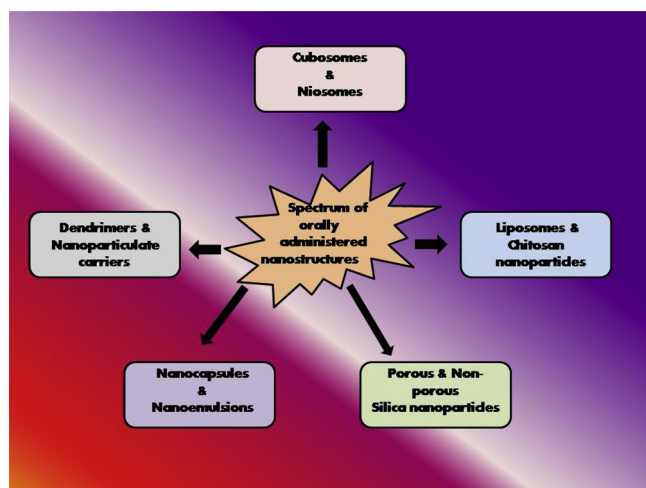 Cubosomes
&
Niosomes
Spectrum of
orally
administered
nanostructures
Dendrimers &
Nanoparticulate
carriers
Liposomes &
Chitosan
nanoparticles
Nanocapsules
&
Nanoemulsions
Porous & Non-
porous
Silica nanoparticles